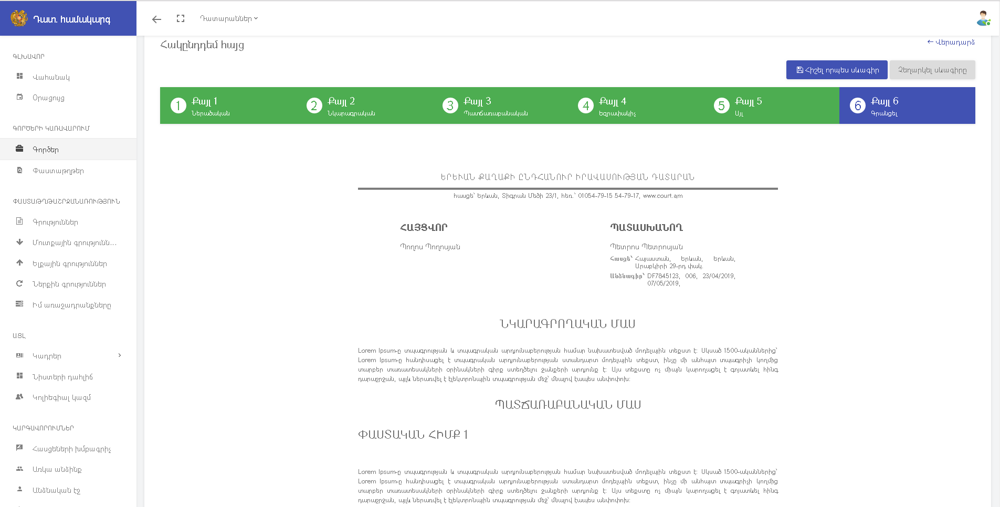 Դատ. համակարգ
Դատարաններ
ԳԼԽԱՎՈՐ
Վահանակ
Օրացույց
ԳՈՐԾԵՐԻ ԿԱՌԱՎԱՐՈՒՄ
Գործեր
Փաստաթղթեր
ՓԱՍՏԱԹՂԹԱՇՐՋԱՆԱՌՈՒԹՅՈՒՆ
Գրություններ
Մուտքային գրությունն...
Ելքային գրություններ
Ներքին գրություններ
Իմ առաջադրանքները
ԱՅԼ
Կադրեր
Նիստերի դահլիճ
Կոլիեգիալ կազմ
ԿԱՐԳԱՎՈՐՈՒՄՆԵՐ
Հասցեների խմբագրիչ
Առկա անձինք
Անձնական էջ
Հակընդդեմ հայց
← Վերադարձ
Հիշել որպես սևագիր
Չեղարկել սևագիրը
1 Քայլ 1
Ներածական
2 Քայլ 2
Նկարագրական
3 Քայլ 3
Պատճառաբանական
4 Քայլ 4
Եզրափակիչ
5 Քայլ 5
Այլ
6 Քայլ 6
Գրանցել
ԵՐԵՒԱՆ ՔԱՂԱՔԻ ԸՆԴՀԱՆՈՒՐ ԻՐԱՎԱՍՈՒԹՅԱՆ ԴԱՏԱՐԱՆ
հասցե՝ Երևան, Տիգրան Մեծի 23/1, հեռ.՝ 01054-79-15 54-79-17, www.court.am
ՀԱՅՑՎՈՐ
Պողոս Պողոսյան
ՊԱՏԱՍԽԱՆՈՂ
Պետրոս Պետրոսյան
Հասցե՝ Հայաստան, Երևան, Երևան,
Արաբկիրի 29-րդ փակ.
Անձնագիր՝ DF7845123, 006, 23/04/2019,
07/05/2019,
ՆԿԱՐԱԳՐՈՂԱԿԱՆ ՄԱՍ
Lorem Ipsum-ը տպագրության և տպագրական արդյունաբերության համար նախատեսված մոդելային տեքստ է: Սկսած 1500-ականներից՝
Lorem Ipsum-ը հանդիսացել է տպագրական արդյունաբերության ստանդարտ մոդելային տեքստ, ինչը մի անհայտ տպագրիչի կողմից
տարբեր տառատեսակների օրինակների գիրք ստեղծելու ջանքերի արդյունք է: Այս տեքստը ոչ միայն կարողացել է գոյատևել հինգ
դարաշրջան, այլև ներառվել է էլեկտրոնային տպագրության մեջ՝ մնալով էապես անփոփոխ:
ՊԱՏՃԱՌԱԲԱՆԱԿԱՆ ՄԱՍ
ՓԱՍՏԱԿԱՆ ՀԻՄՔ 1
Lorem Ipsum-ը տպագրության և տպագրական արդյունաբերության համար նախատեսված մոդելային տեքստ է: Սկսած 1500-ականներից՝
Lorem Ipsum-ը հանդիսացել է տպագրական արդյունաբերության ստանդարտ մոդելային տեքստ, ինչը մի անհայտ տպագրիչի կողմից
տարբեր տառատեսակների օրինակների գիրք ստեղծելու ջանքերի արդյունք է: Այս տեքստը ոչ միայն կարողացել է գոյատևել հինգ
դարաշրջան, այլև ներառվել է էլեկտրոնային տպագրության մեջ՝ մնալով էապես անփոփոխ: